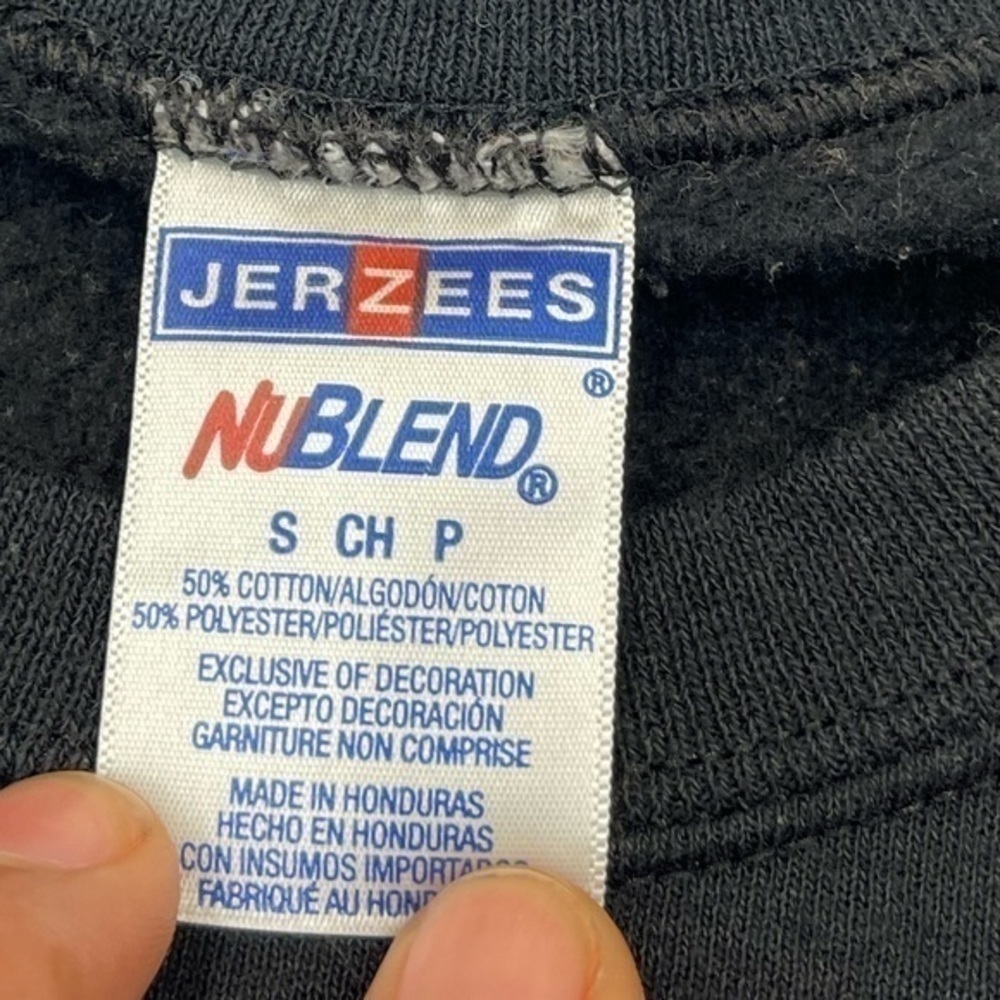 JERZEES
®
NUBLEND®
S CH P
50% COTTON/ALGODÓN/COTON
50% POLYESTER/POLIÉSTER/POLYESTER
EXCLUSIVE OF DECORATION
EXCEPTO DECORACIÓN
GARNITURE NON COMPRISE
MADE IN HONDURAS
HECHO EN HONDURAS
CON INSUMOS
FABRIQUÉ AU